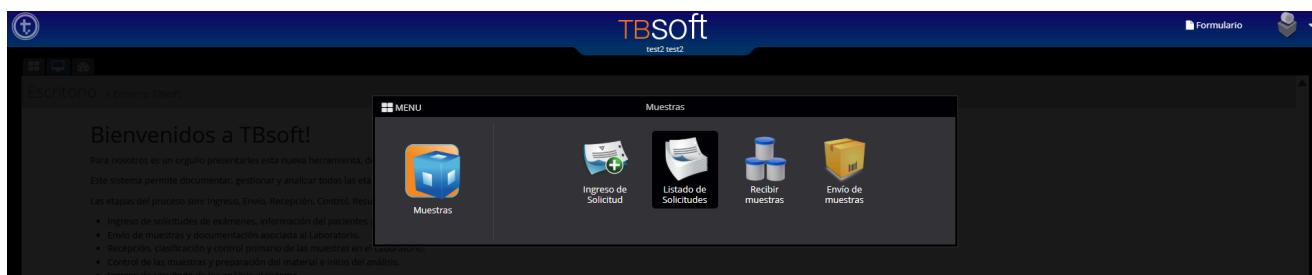 TBsoft
test2 test2
Formulario
Escritorio
Bienvenidos a TBsoft!
Para nosotros es un orgullo presentarles esta nueva herramienta, d
Este sistema permite documentar, gestionar y analizar todos las eta
Las etapas del proceso son: Ingreso, Envío, Recepción, Control, Resu
Ingreso de solicitudes de exámenes, información del pacientes
Envío de muestras y documentación asociada al Laboratorio.
Recepción, clasificación y control primario de las muestras en el Laboratorio.
Control de las muestras y preparación del material e inicio del análisis.
MENU
Muestras
Muestras
Ingreso de
Solicitud
Listado de
Solicitudes
Recibir
muestras
Envío de
muestras